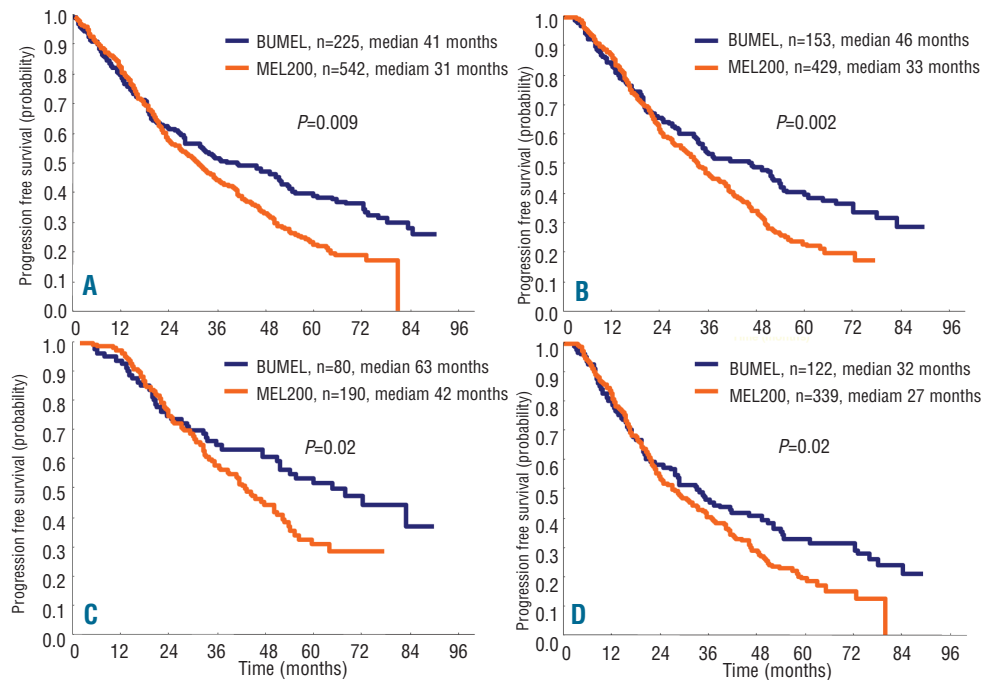 Progression free survival (probability)
1.0
0.9
0.8
0.7
0.6
0.5
0.4
0.3
0.2
0.1
0.0
BUMEL, n=225, median 41 months
MEL200, n=542, mediam 31 months
P=0.009
A
0 12 24 36 48 60 72 84 96
Progression free survival (probability)
1.0
0.9
0.8
0.7
0.6
0.5
0.4
0.3
0.2
0.1
0.0
BUMEL, n=153, median 46 months
MEL200, n=429, mediam 33 months
P=0.002
B
0 12 24 36 48 60 72 84 96
Progression free survival (probability)
1.0
0.9
0.8
0.7
0.6
0.5
0.4
0.3
0.2
0.1
0.0
BUMEL, n=80, median 63 months
MEL200, n=190, mediam 42 months
P=0.02
C
0 12 24 36 48 60 72 84 96
Time (months)
Progression free survival (probability)
1.0
0.9
0.8
0.7
0.6
0.5
0.4
0.3
0.2
0.1
0.0
BUMEL, n=122, median 32 months
MEL200, n=339, mediam 27 months
P=0.02
D
0 12 24 36 48 60 72 84 96
Time (months)